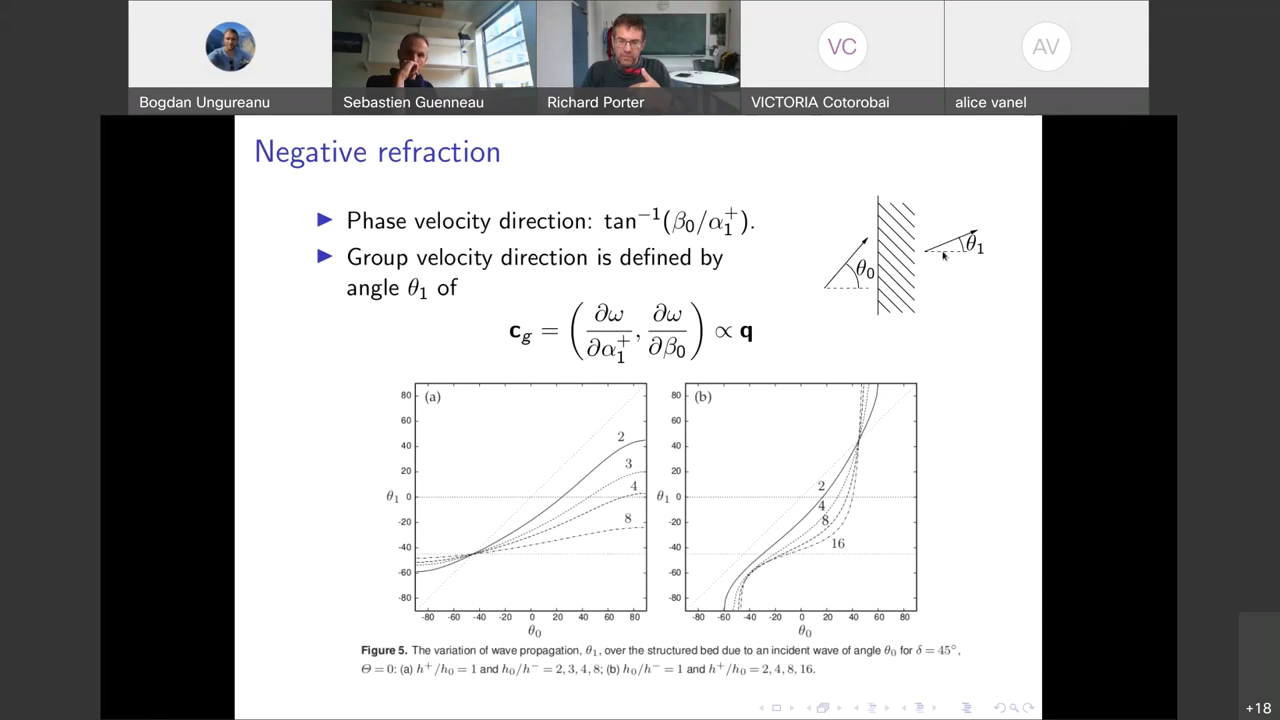 Bogdan Ungureanu
Sebastien Guenneau
Richard Porter
VC
VICTORIA Cotorobai
AV
alice vanel
Negative refraction
▶ Phase velocity direction: tan⁻¹(β₀/α₁⁺).
▶ Group velocity direction is defined by
angle θ₁ of
c_g = (∂ω/∂α₁⁺, ∂ω/∂β₀) ∝ q
θ₀
θ₁
(a)
80
60
40
20
θ₁ 0
-20
-40
-60
-80
2
3
4
8
-80 -60 -40 -20 0 20 40 60 80
θ₀
(b)
80
60
40
20
θ₁ 0
-20
-40
-60
-80
2
4
8
16
-80 -60 -40 -20 0 20 40 60 80
θ₀
Figure 5. The variation of wave propagation, θ₁, over the structured bed due to an incident wave of angle θ₀ for δ = 45°,
Θ = 0: (a) h⁺/h₀ = 1 and h₀/h⁻ = 2, 3, 4, 8; (b) h₀/h⁻ = 1 and h⁺/h₀ = 2, 4, 8, 16.
+18